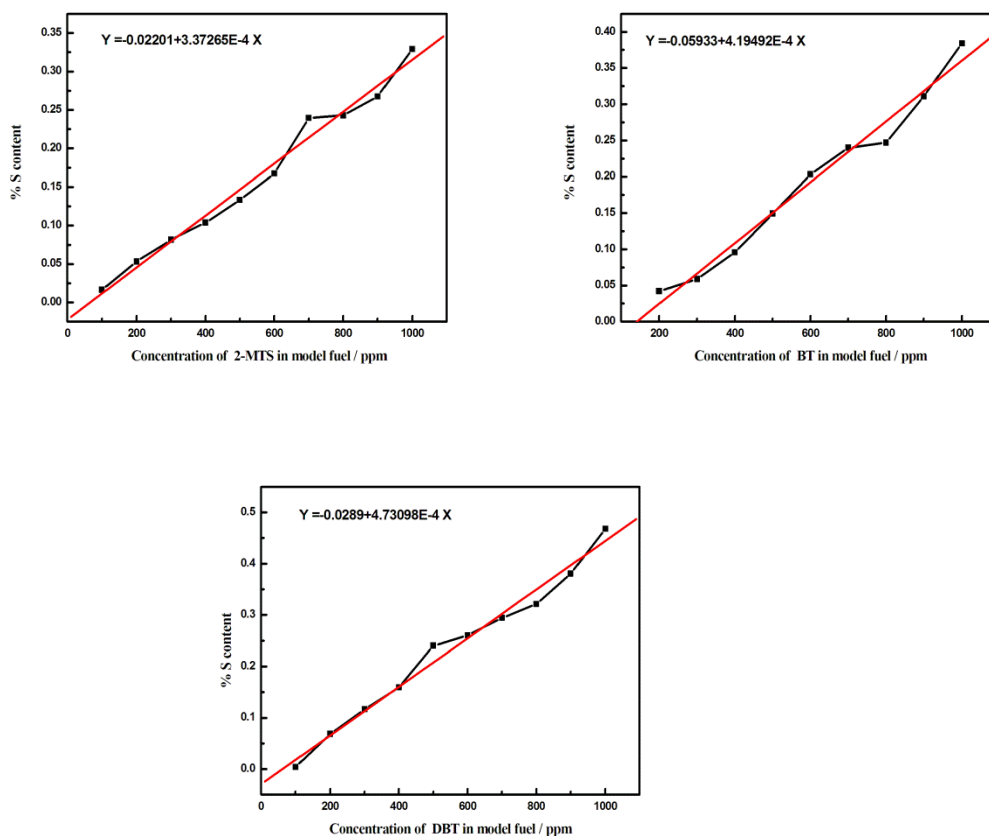 Y =-0.02201+3.37265E-4 X
% S content
0.35
0.30
0.25
0.20
0.15
0.10
0.05
0.00
0 200 400 600 800 1000
Concentration of 2-MTS in model fuel / ppm
Y =-0.05933+4.19492E-4 X
% S content
0.40
0.35
0.30
0.25
0.20
0.15
0.10
0.05
0.00
200 400 600 800 1000
Concentration of BT in model fuel / ppm
Y =-0.0289+4.73098E-4 X
% S content
0.5
0.4
0.3
0.2
0.1
0.0
0 200 400 600 800 1000
Concentration of DBT in model fuel / ppm